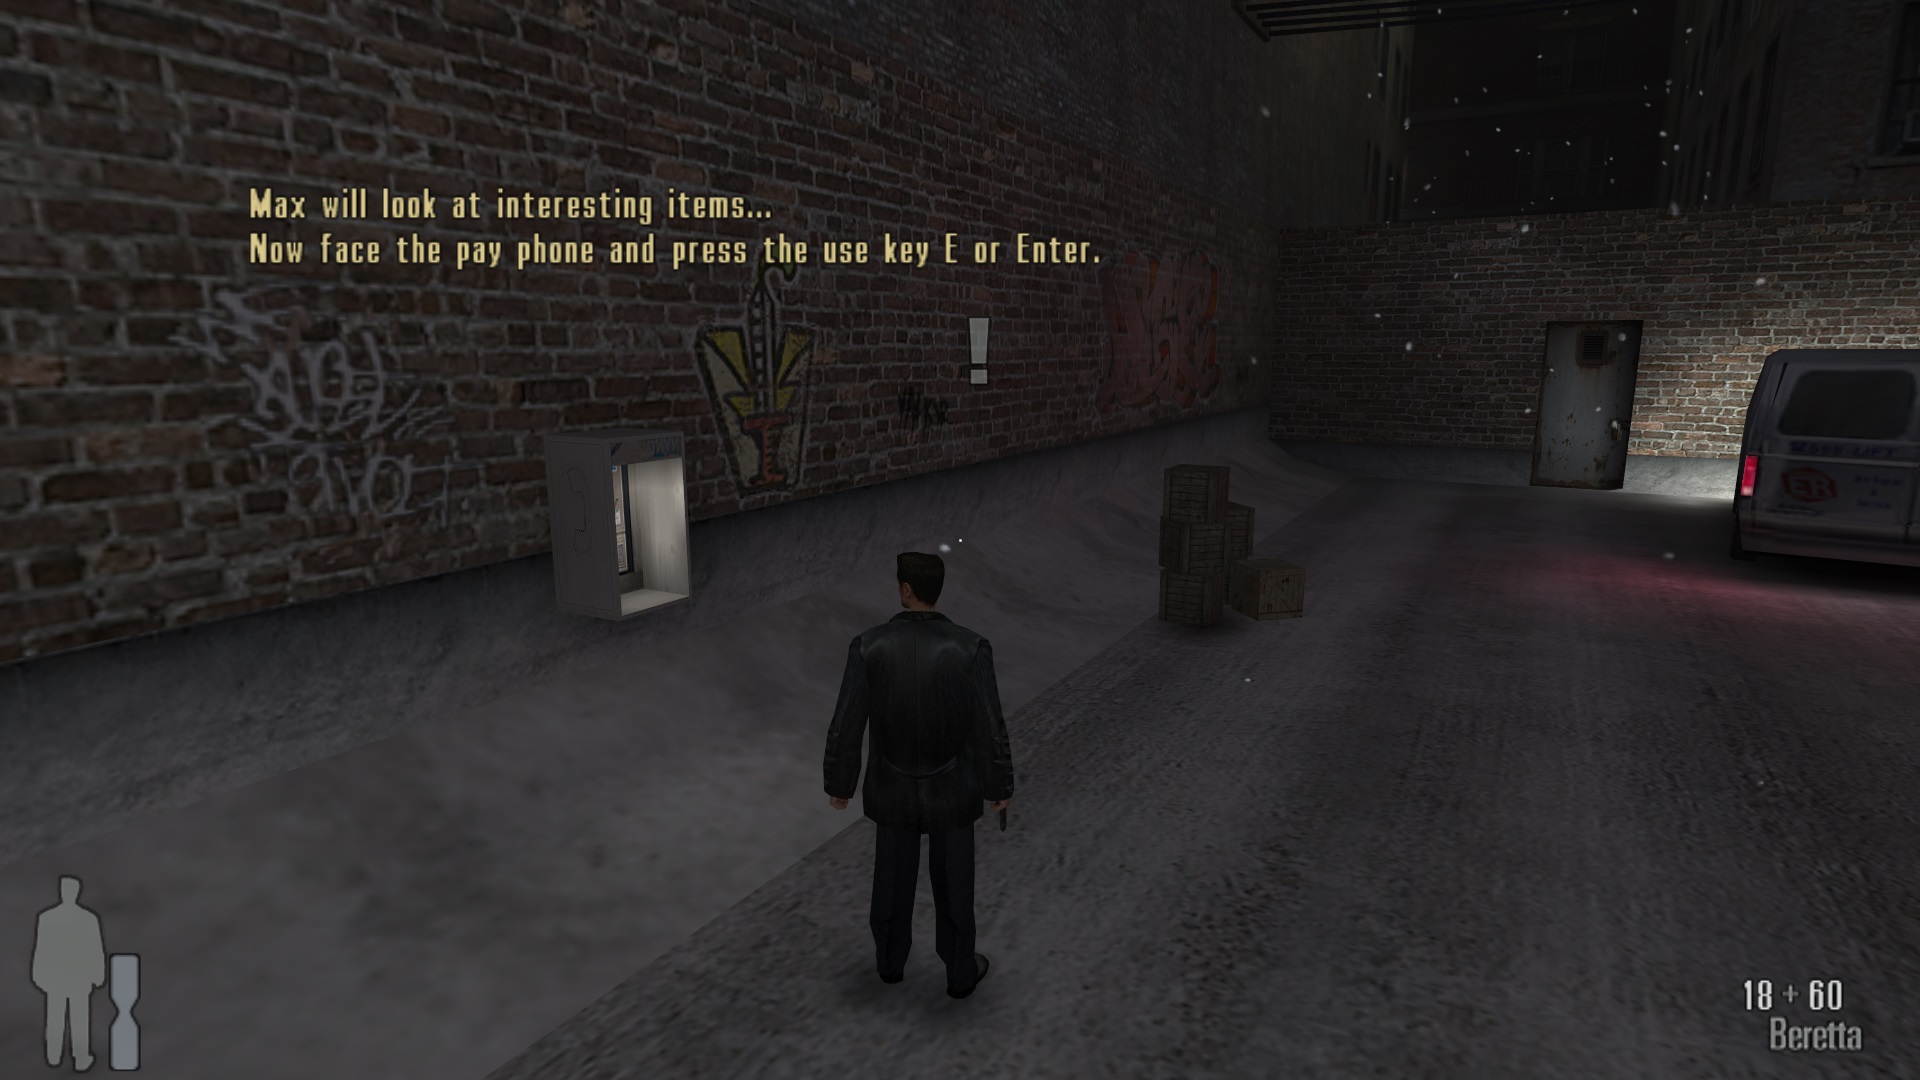 Max will look at interesting items...
Now face the pay phone and press the use key E or Enter.
ER
18 + 60
Beretta